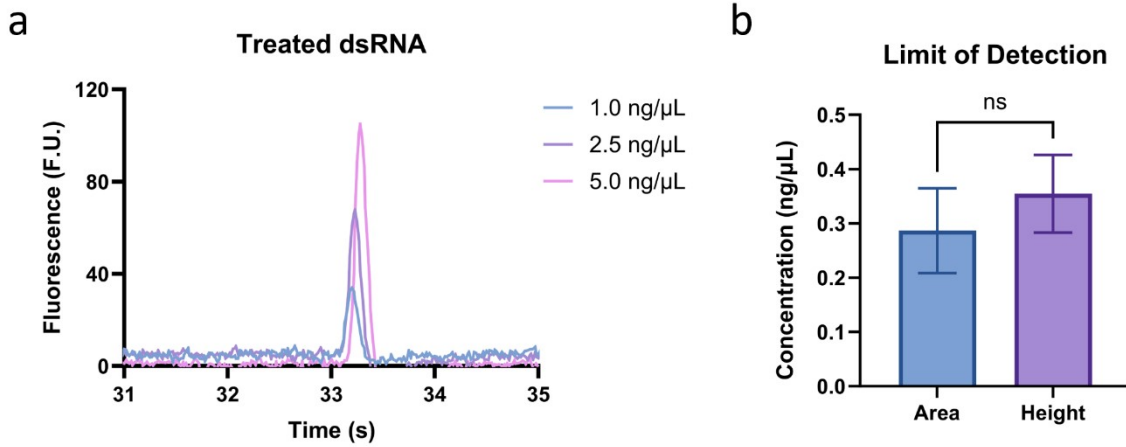 a
Treated dsRNA
Fluorescence (F.U.)
120
80
40
0
31
32
33
34
35
Time (s)
1.0 ng/µL
2.5 ng/µL
5.0 ng/µL
b
Limit of Detection
ns
Concentration (ng/µL)
0.5
0.4
0.3
0.2
0.1
0.0
Area
Height